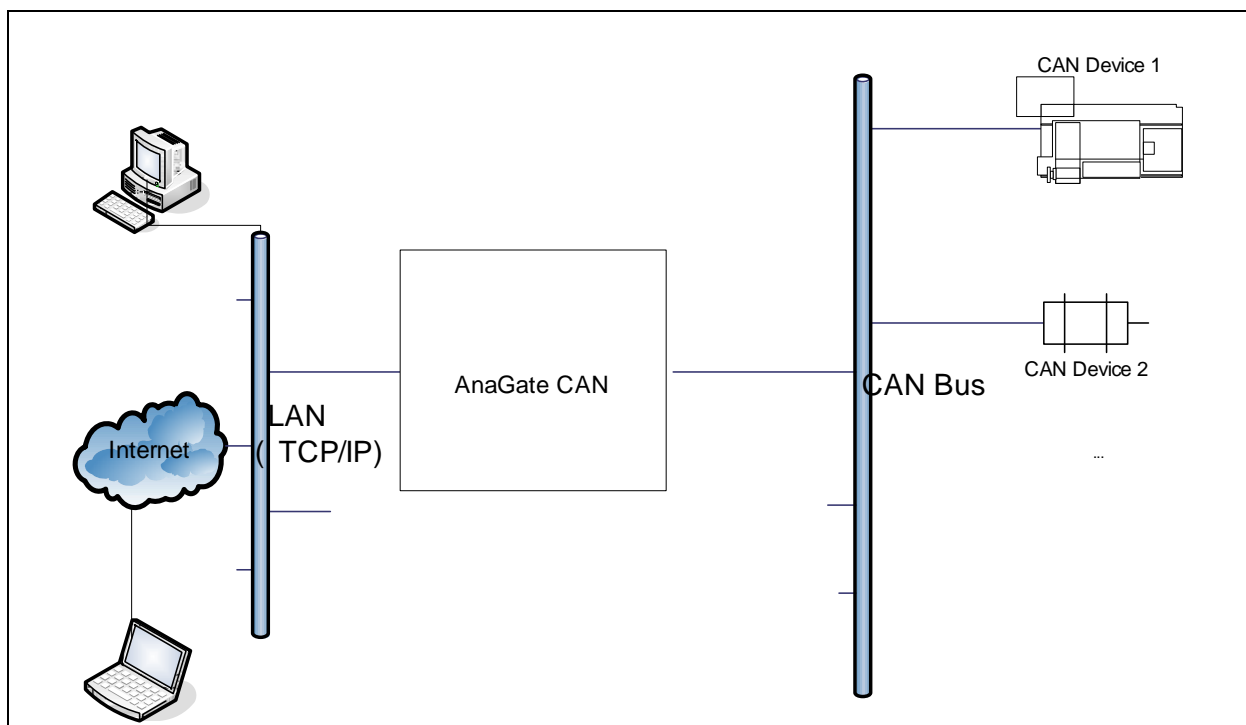 CAN Device 1
AnaGate CAN
CAN Bus
CAN Device 2
LAN
( TCP/IP)
Internet
...